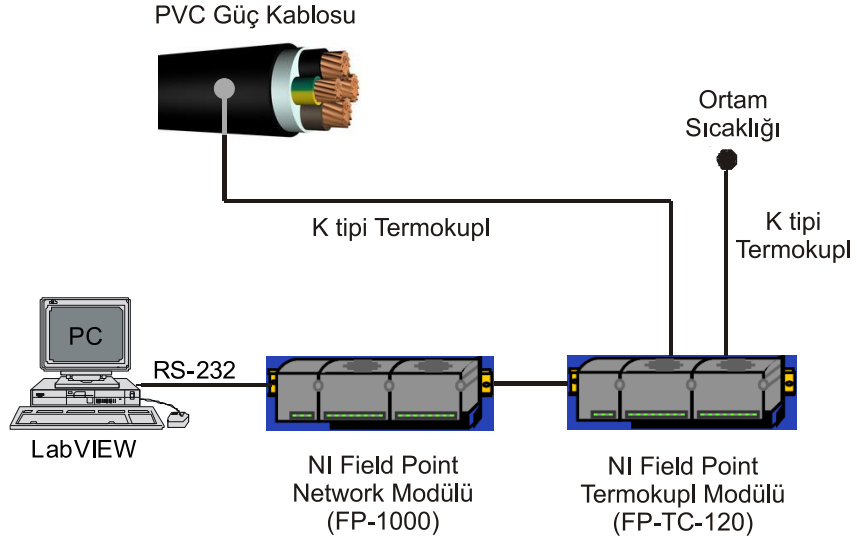 PVC Güç Kablosu
Ortam
Sıcaklığı
K tipi Termokupl
K tipi
Termokupl
PC
RS-232
LabVIEW
NI Field Point
Network Modülü
(FP-1000)
NI Field Point
Termokupl Modülü
(FP-TC-120)